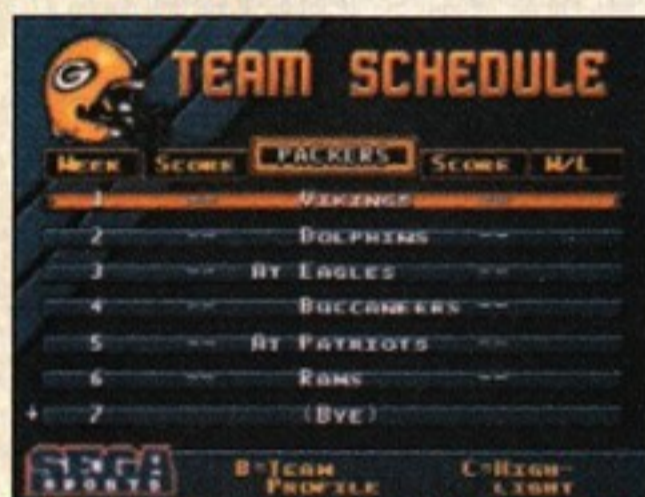 TEAM SCHEDULE
WEEK SCORE PACKERS SCORE W/L
1 -- VIKINGS --
2 -- DOLPHINS --
3 -- AT EAGLES --
4 -- BUCCANEERS --
5 -- AT PATRIOTS --
6 -- RAMS --
7 (BYE)
SEGA SPORTS B=TEAM PROFILE C=HIGH-LIGHT